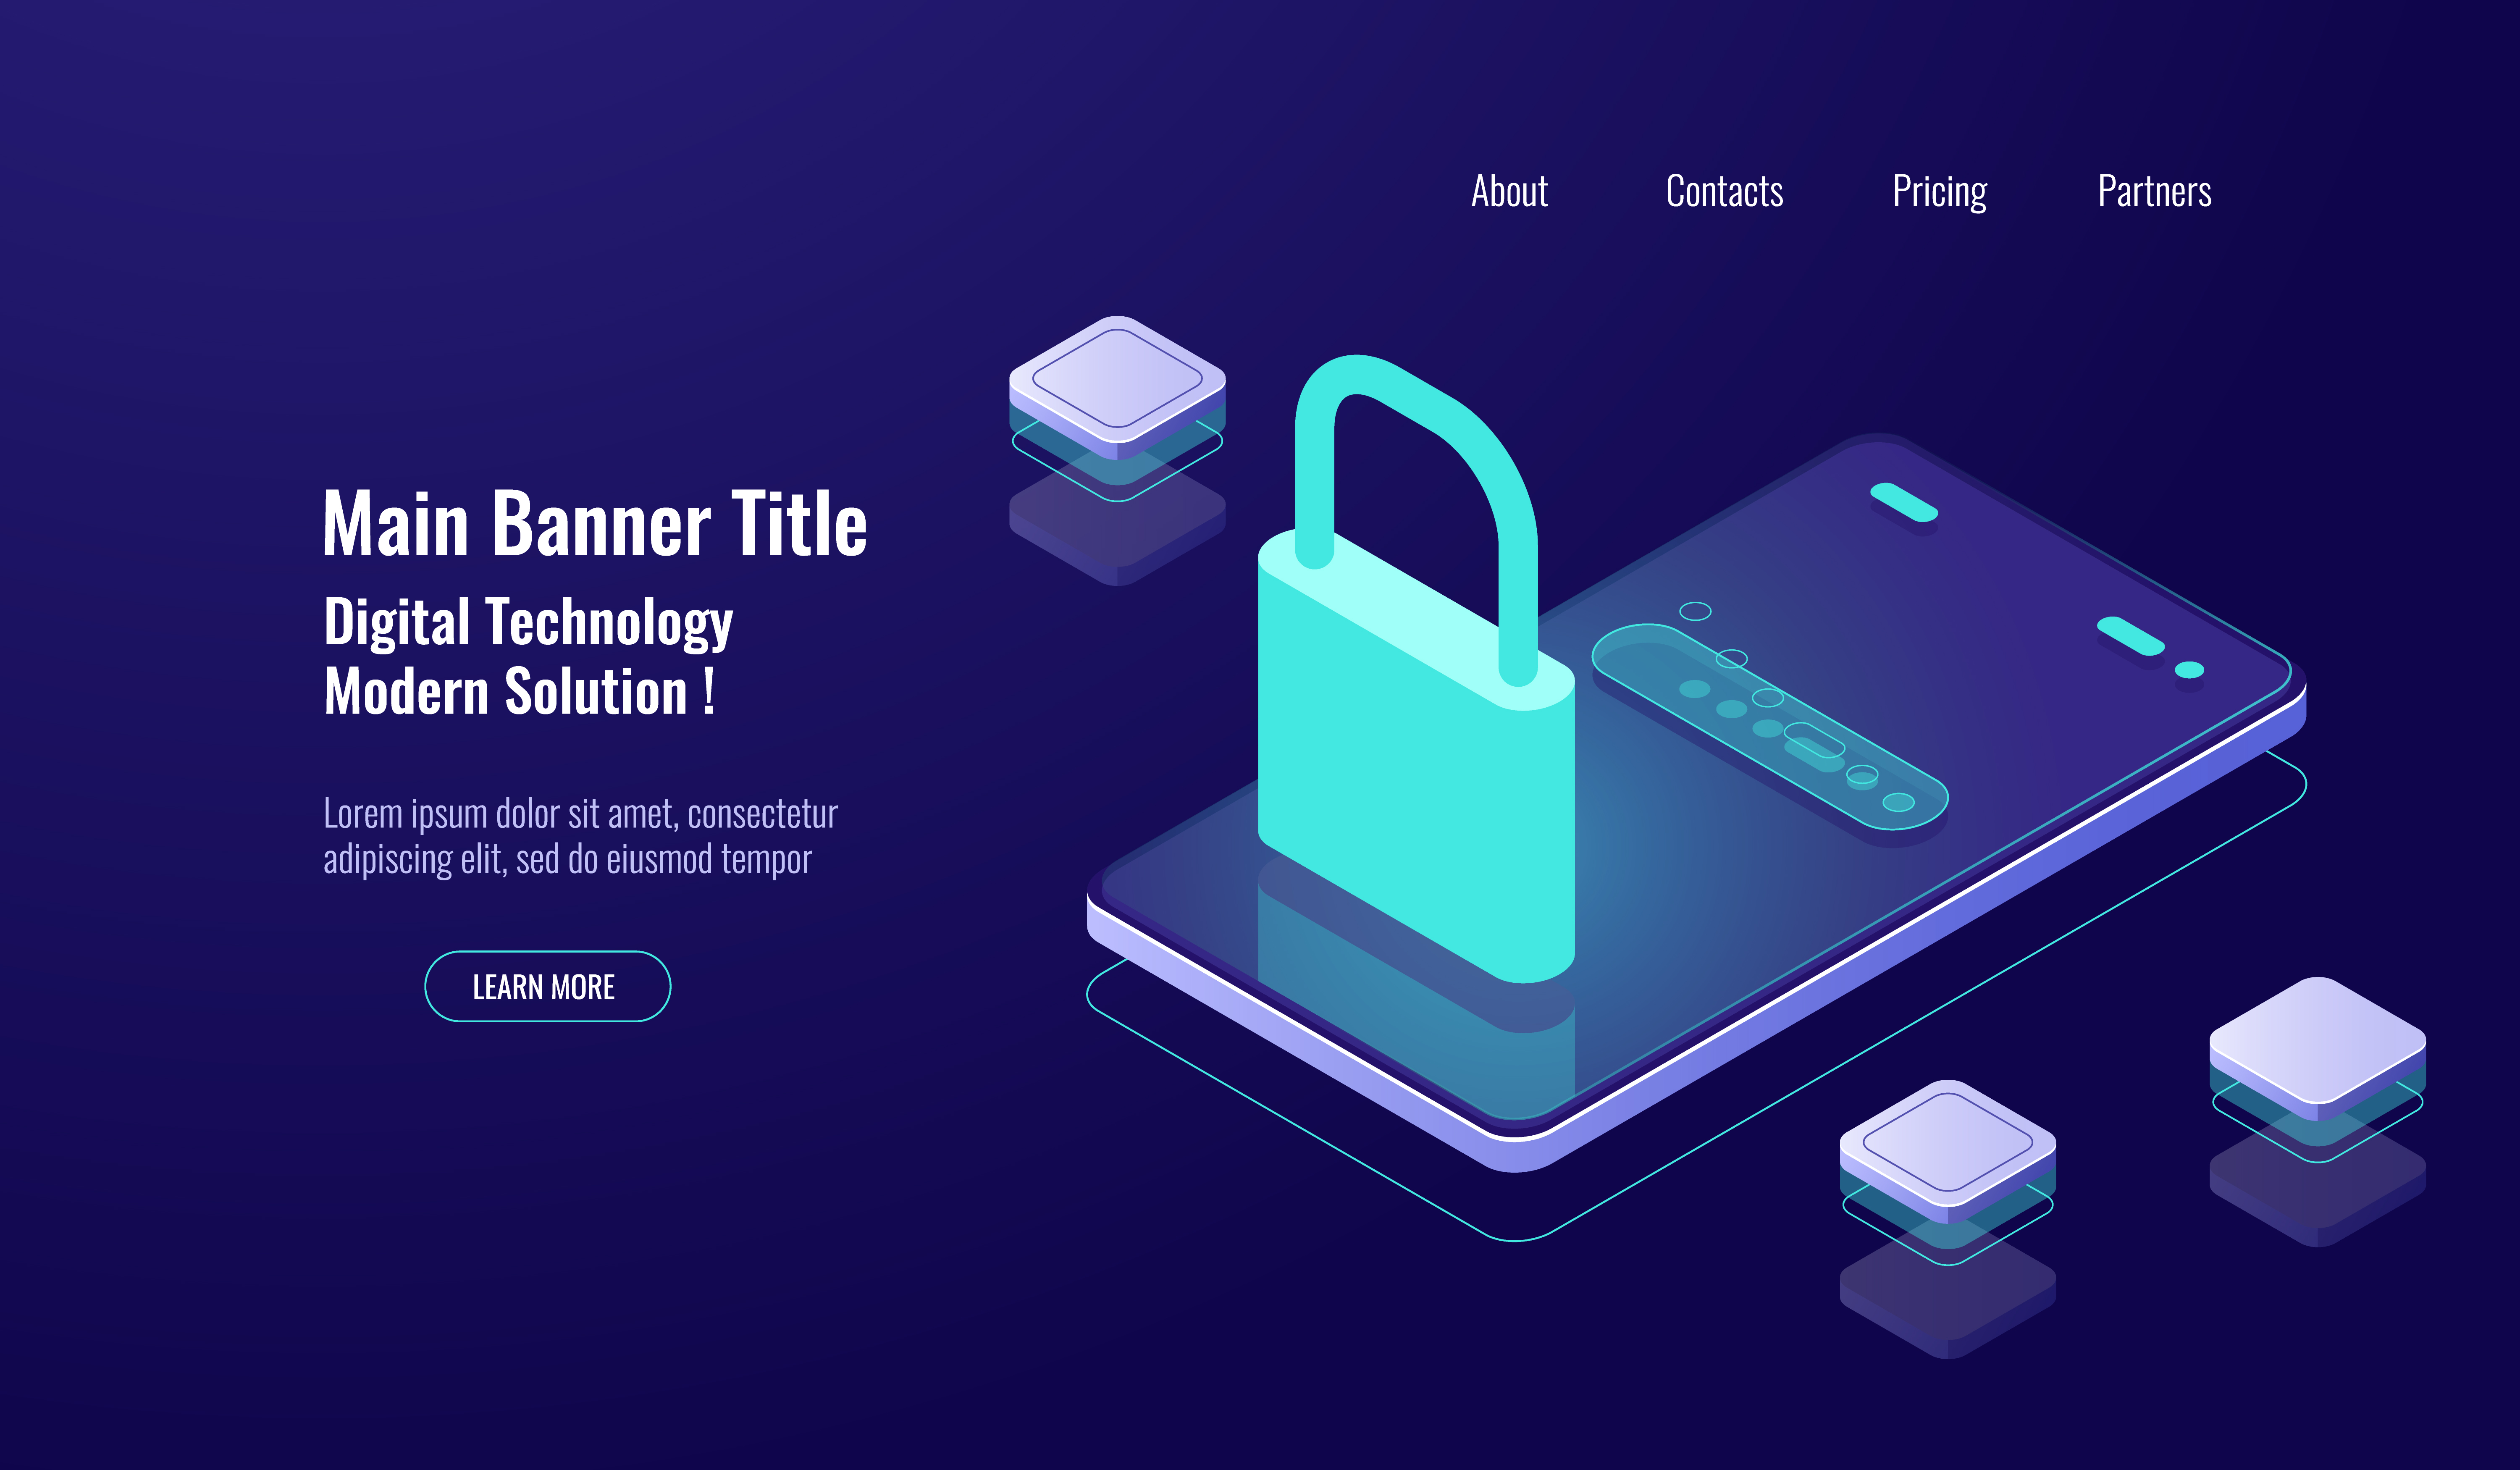 About Contacts Pricing Partners
Main Banner Title
Digital Technology
Modern Solution !
Lorem ipsum dolor sit amet, consectetur
adipiscing elit, sed do eiusmod tempor
LEARN MORE